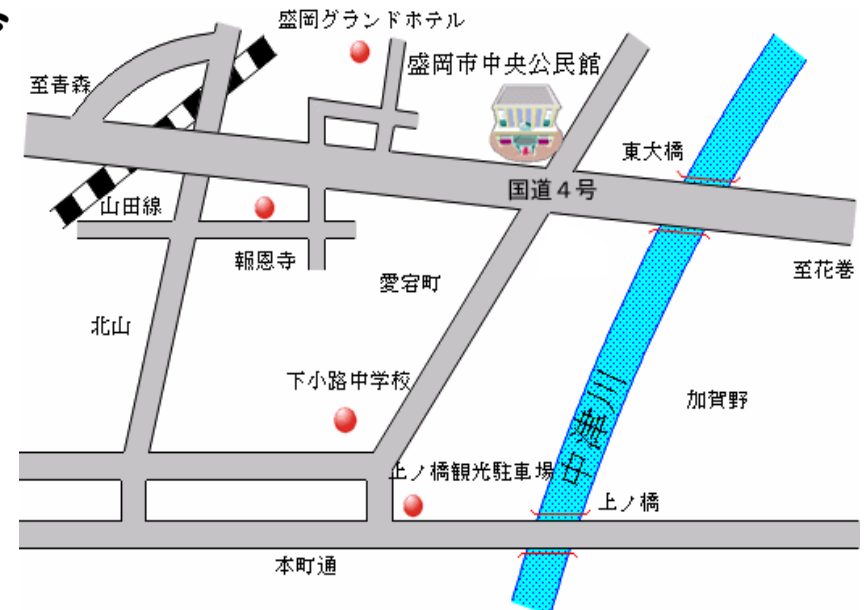 盛岡グランドホテル
盛岡市中央公民館
至青森
東大橋
国道４号
山田線
報恩寺
至花巻
愛宕町
北山
下小路中学校
加賀野
中津川
上ノ橋観光駐車場
上ノ橋
本町通